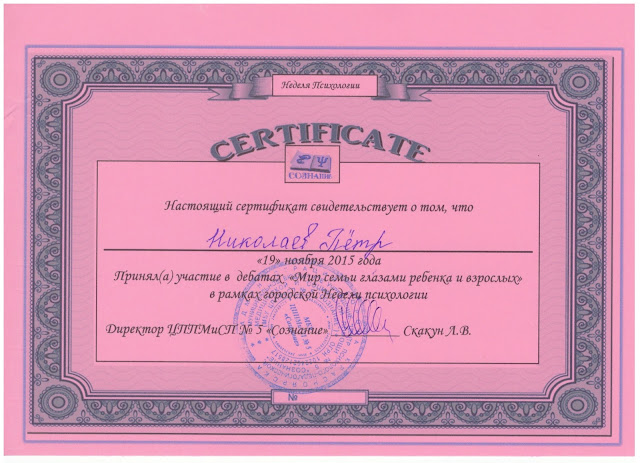 Неделя Психологии
CERTIFICATE
СОЗНАНИЕ
Настоящий сертификат свидетельствует о том, что
Николаев Пётр
«19» ноября 2015 года
Принял(а) участие в дебатах «Мир семьи глазами ребенка и взрослых»
в рамках городской Недели психологии
Директор ЦППМиСП № 5 «Сознание» Скакун Л.В.
№